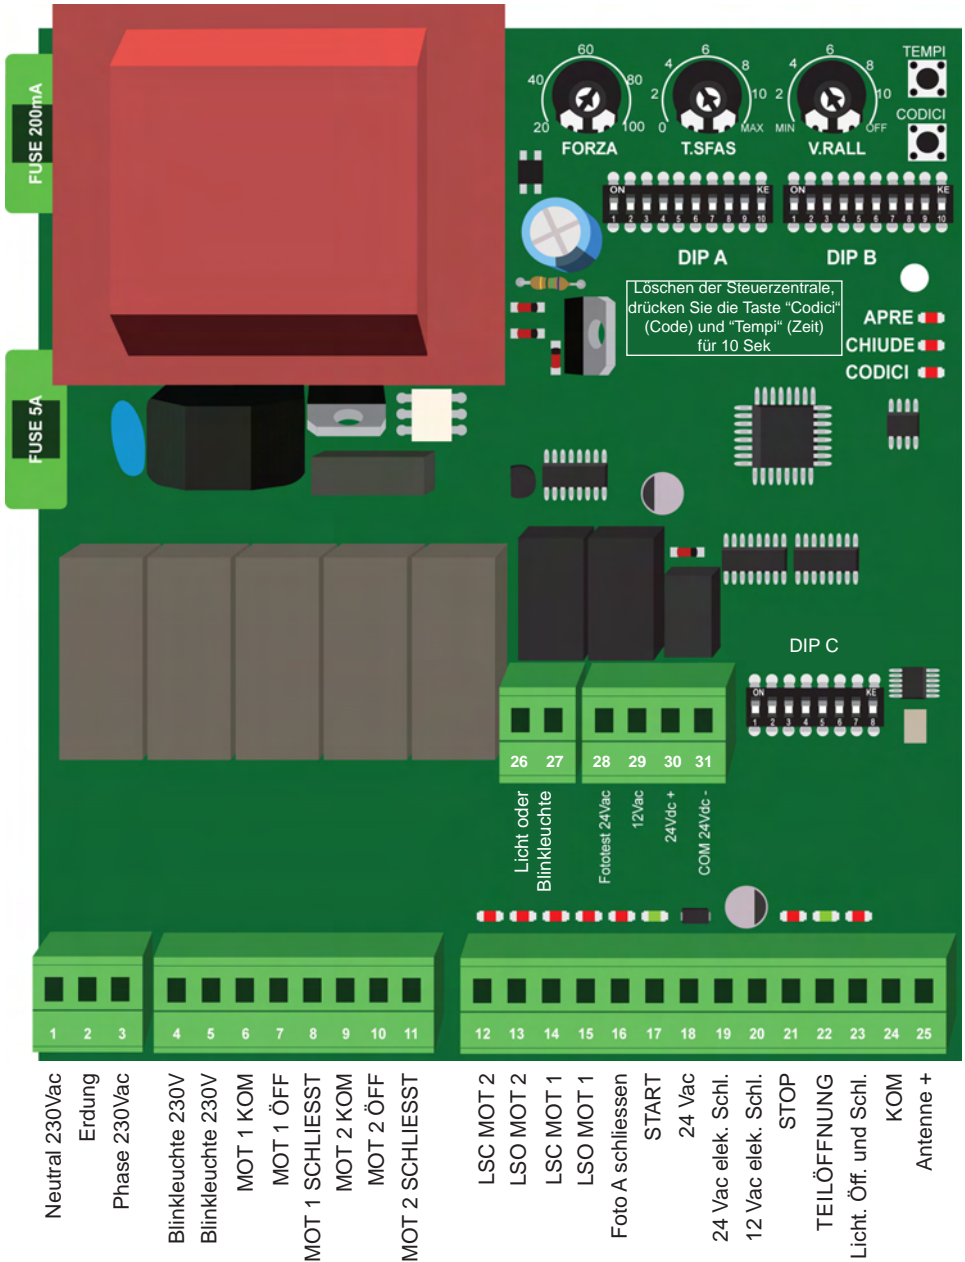 FUSE 200mA
FUSE 5A
20 40 60 80 100
FORZA
0 2 4 6 8 10 MAX
T.SFAS
MIN 2 4 6 8 10 OFF
V.RALL
TEMPI
CODICI
ON KE
1 2 3 4 5 6 7 8 9 10
DIP A
ON KE
1 2 3 4 5 6 7 8 9 10
DIP B
Löschen der Steuerzentrale,
drücken Sie die Taste “Codici“
(Code) und “Tempi“ (Zeit)
für 10 Sek
APRE
CHIUDE
CODICI
DIP C
ON KE
1 2 3 4 5 6 7 8
26 27 28 29 30 31
Licht oder
Blinkleuchte
Fototest 24Vac
12Vac
24Vdc +
COM 24Vdc -
1 2 3 4 5 6 7 8 9 10 11 12 13 14 15 16 17 18 19 20 21 22 23 24 25
Neutral 230Vac
Erdung
Phase 230Vac
Blinkleuchte 230V
Blinkleuchte 230V
MOT 1 KOM
MOT 1 ÖFF
MOT 1 SCHLIESST
MOT 2 KOM
MOT 2 ÖFF
MOT 2 SCHLIESST
LSC MOT 2
LSO MOT 2
LSC MOT 1
LSO MOT 1
Foto A schliessen
START
24 Vac
24 Vac elek. Schl.
12 Vac elek. Schl.
STOP
TEILÖFFNUNG
Licht. Öff. und Schl.
KOM
Antenne +